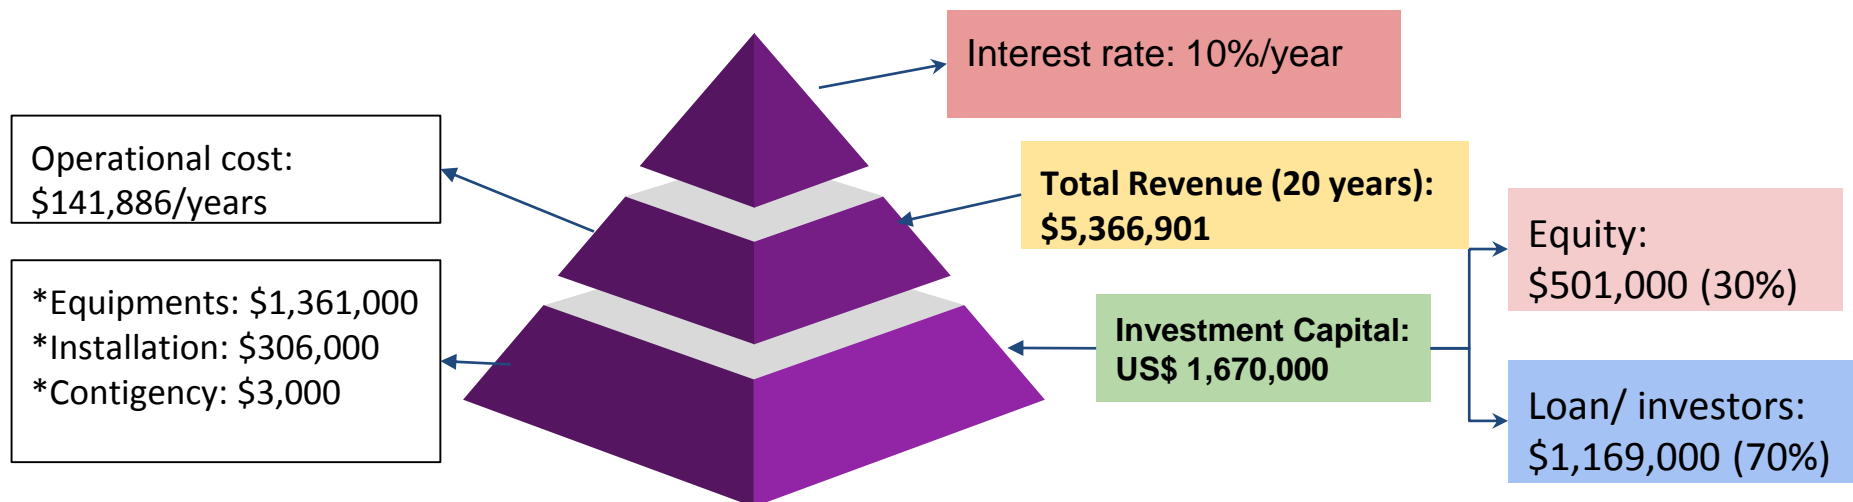 Interest rate: 10%/year
Operational cost:
$141,886/years
Total Revenue (20 years):
$5,366,901
Equity:
$501,000 (30%)
*Equipments: $1,361,000
*Installation: $306,000
*Contigency: $3,000
Investment Capital:
US$ 1,670,000
Loan/ investors:
$1,169,000 (70%)